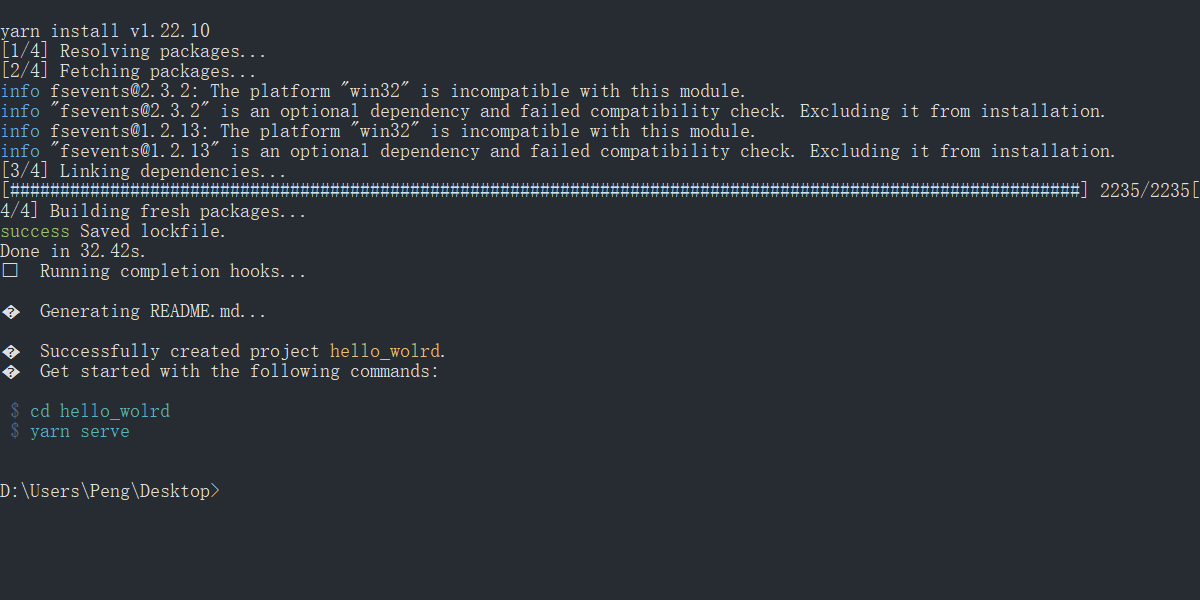 yarn install v1.22.10
[1/4] Resolving packages...
[2/4] Fetching packages...
info fsevents@2.3.2: The platform "win32" is incompatible with this module.
info "fsevents@2.3.2" is an optional dependency and failed compatibility check. Excluding it from installation.
info fsevents@1.2.13: The platform "win32" is incompatible with this module.
info "fsevents@1.2.13" is an optional dependency and failed compatibility check. Excluding it from installation.
[3/4] Linking dependencies...
[###########################################################################################################] 2235/2235[
4/4] Building fresh packages...
success Saved lockfile.
Done in 32.42s.
□  Running completion hooks...
�  Generating README.md...
�  Successfully created project hello_wolrd.
�  Get started with the following commands:
$ cd hello_wolrd
$ yarn serve
D:\Users\Peng\Desktop>